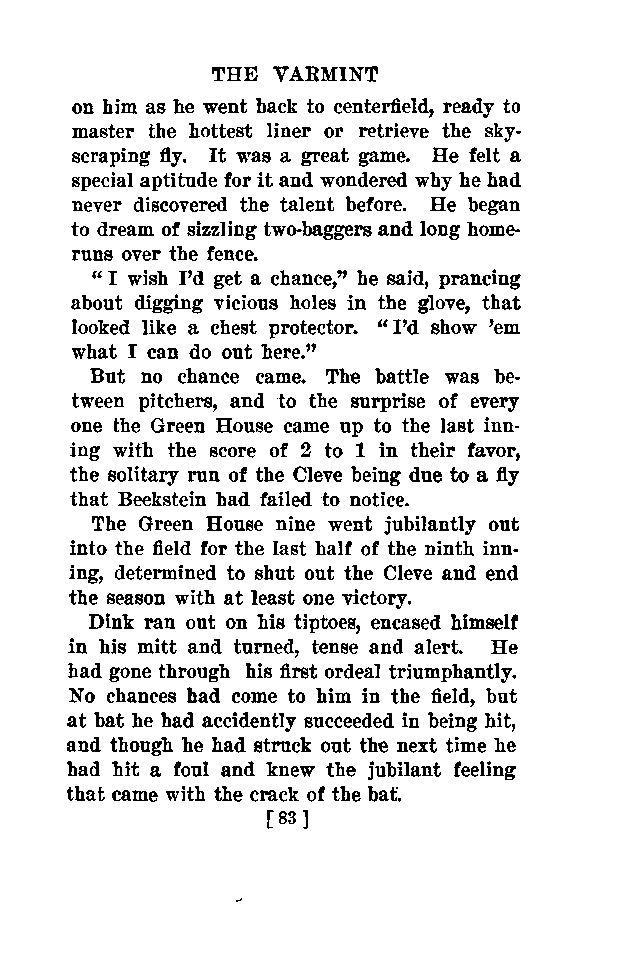 THE VARMINT
on him as he went back to centerfield, ready to
master the hottest liner or retrieve the sky-
scraping fly. It was a great game. He felt a
special aptitude for it and wondered why he had
never discovered the talent before. He began
to dream of sizzling two-baggers and long home-
runs over the fence.
“I wish I’d get a chance,” he said, prancing
about digging vicious holes in the glove, that
looked like a chest protector. “I’d show ’em
what I can do out here.”
But no chance came. The battle was be-
tween pitchers, and to the surprise of every
one the Green House came up to the last inn-
ing with the score of 2 to 1 in their favor,
the solitary run of the Cleve being due to a fly
that Beekstein had failed to notice.
The Green House nine went jubilantly out
into the field for the last half of the ninth inn-
ing, determined to shut out the Cleve and end
the season with at least one victory.
Dink ran out on his tiptoes, encased himself
in his mitt and turned, tense and alert. He
had gone through his first ordeal triumphantly.
No chances had come to him in the field, but
at bat he had accidently succeeded in being hit,
and though he had struck out the next time he
had hit a foul and knew the jubilant feeling
that came with the crack of the bat.
[83]